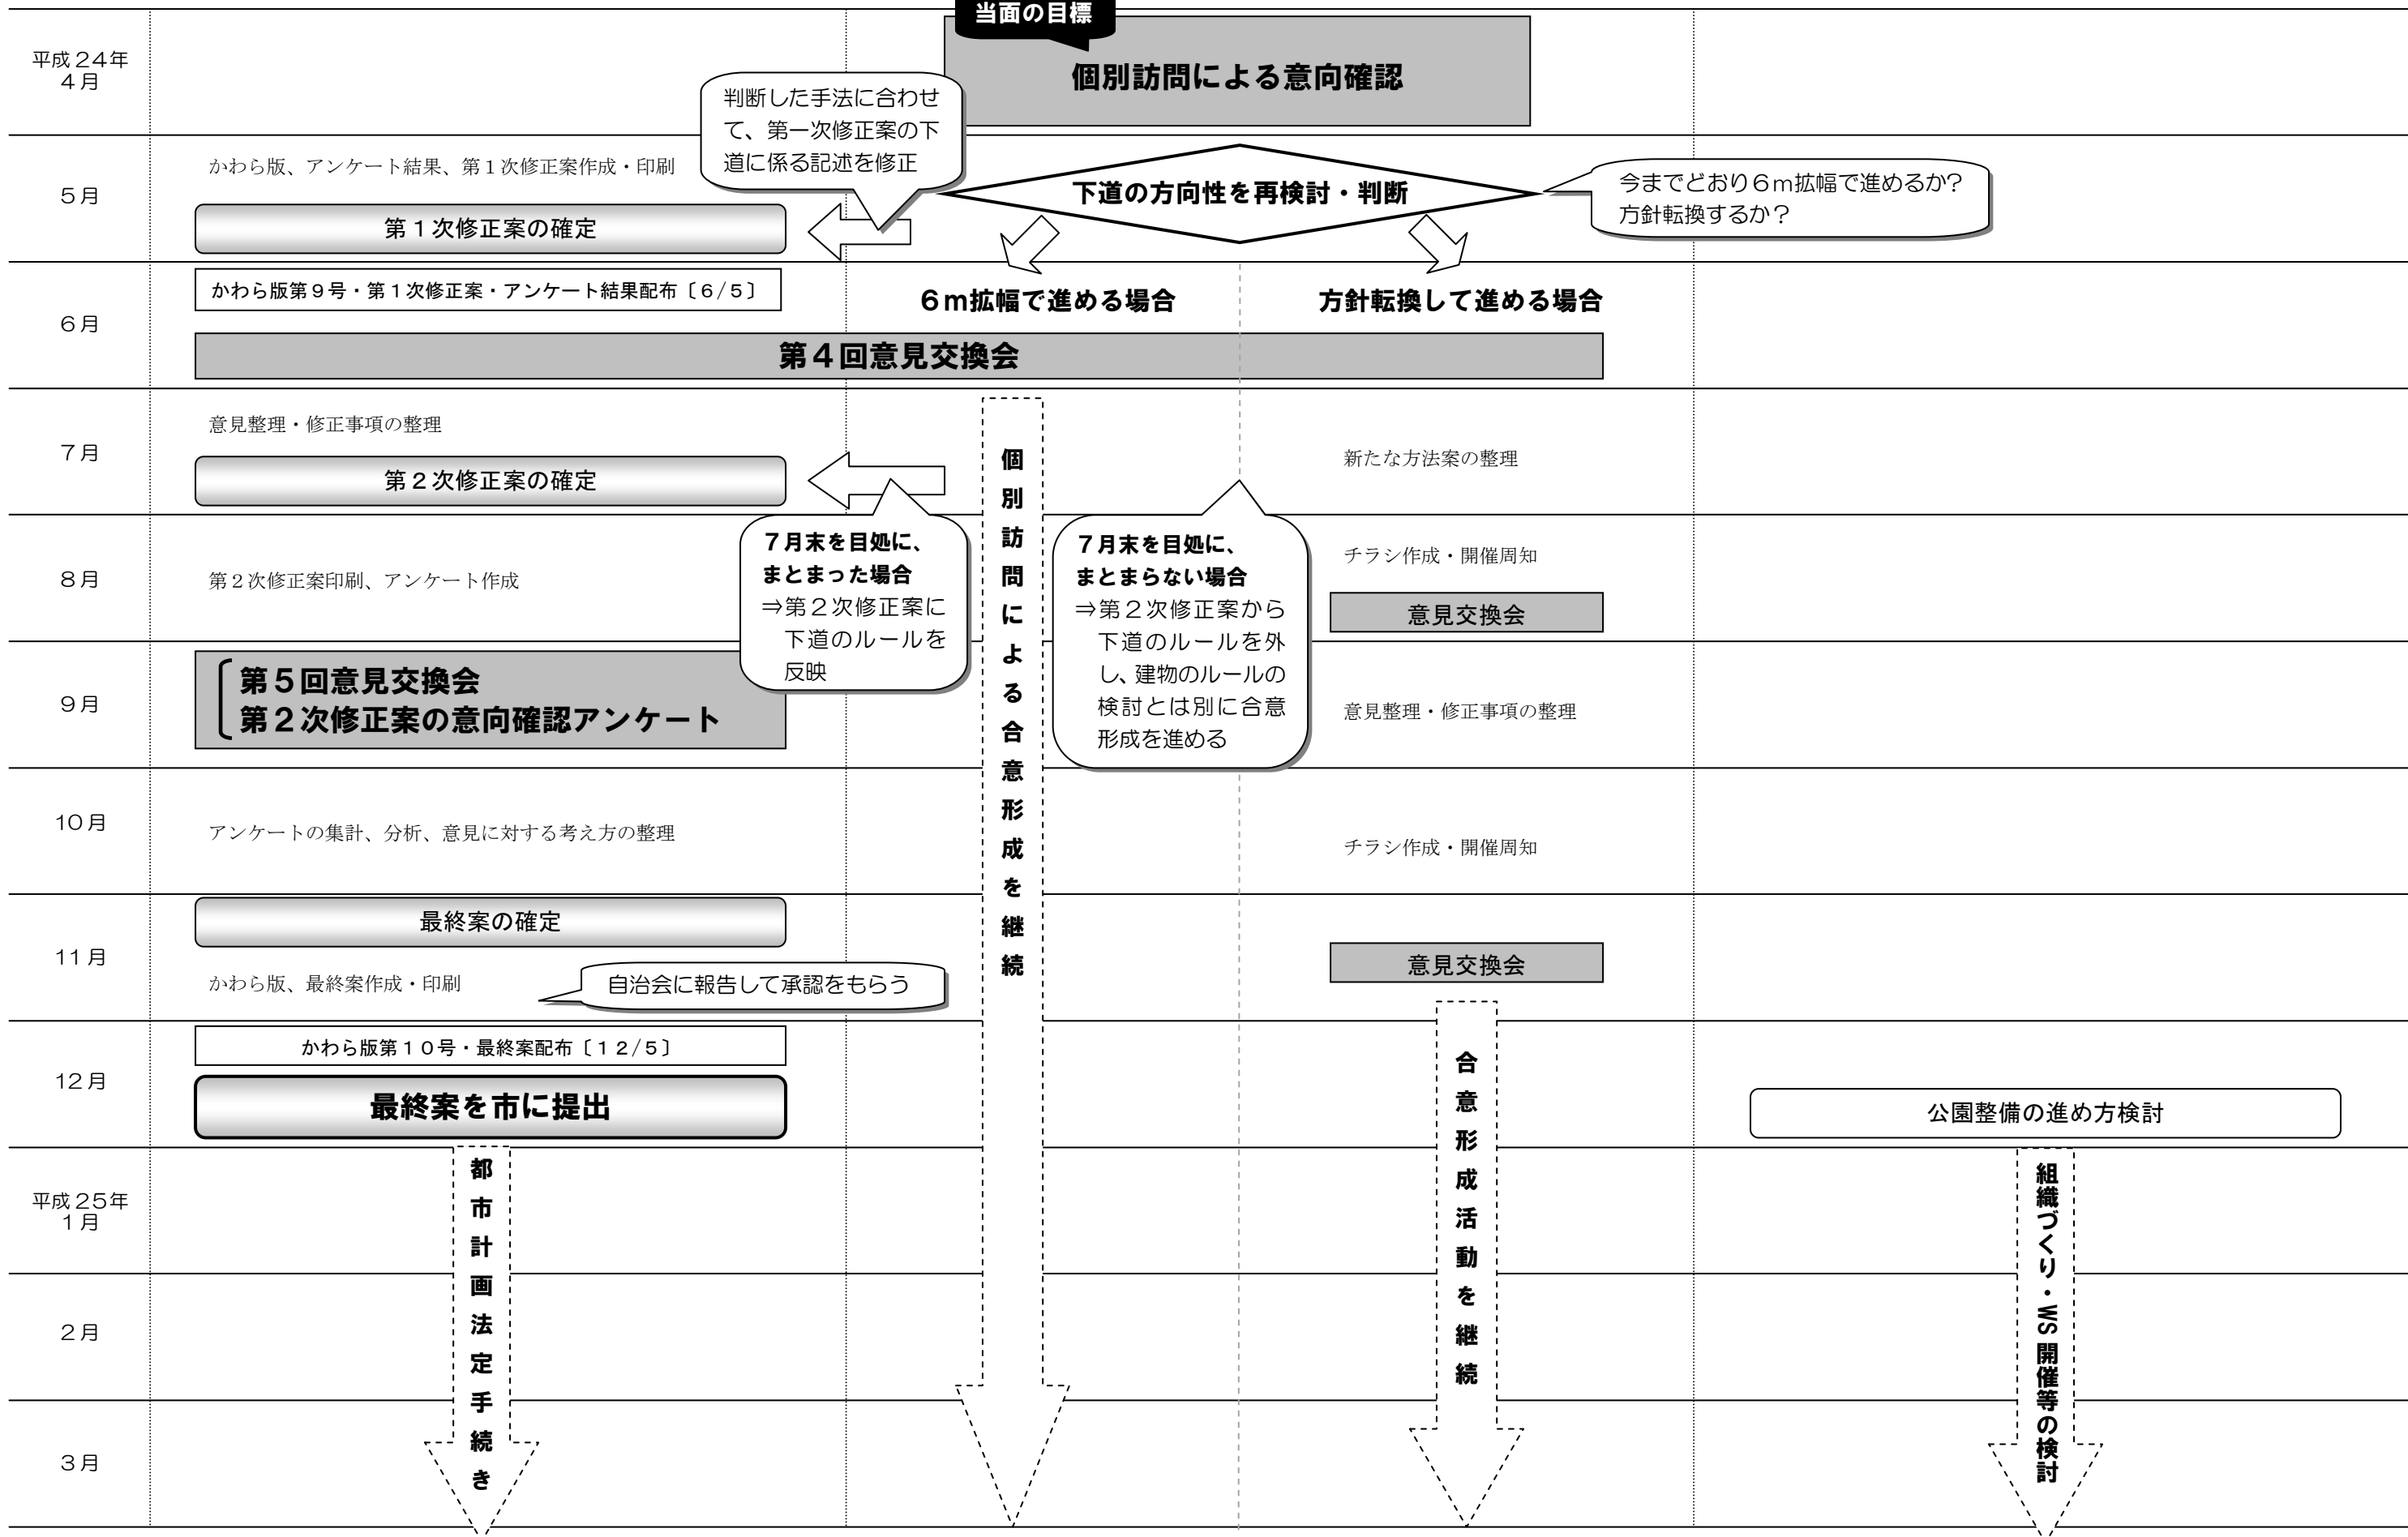 当面の目標
平成24年
4月
個別訪問による意向確認
判断した手法に合わせ
て、第一次修正案の下
道に係る記述を修正
5月
かわら版、アンケート結果、第１次修正案作成・印刷
第１次修正案の確定
下道の方向性を再検討・判断
今までどおり６ｍ拡幅で進めるか？
方針転換するか？
6月
かわら版第９号・第１次修正案・アンケート結果配布〔６/５〕
６ｍ拡幅で進める場合
方針転換して進める場合
第４回意見交換会
7月
意見整理・修正事項の整理
第２次修正案の確定
新たな方法案の整理
個別訪問による合意形成を継続
8月
第２次修正案印刷、アンケート作成
７月末を目処に、
まとまった場合
⇒第２次修正案に
下道のルールを
反映
７月末を目処に、
まとまらない場合
⇒第２次修正案から
下道のルールを外
し、建物のルールの
検討とは別に合意
形成を進める
チラシ作成・開催周知
意見交換会
9月
第５回意見交換会
第２次修正案の意向確認アンケート
意見整理・修正事項の整理
10月
アンケートの集計、分析、意見に対する考え方の整理
チラシ作成・開催周知
11月
最終案の確定
かわら版、最終案作成・印刷
自治会に報告して承認をもらう
意見交換会
12月
かわら版第１０号・最終案配布〔１２/５〕
最終案を市に提出
合意形成活動を継続
公園整備の進め方検討
平成25年
1月
都市計画法定手続き
組織づくり・WS開催等の検討
2月
3月